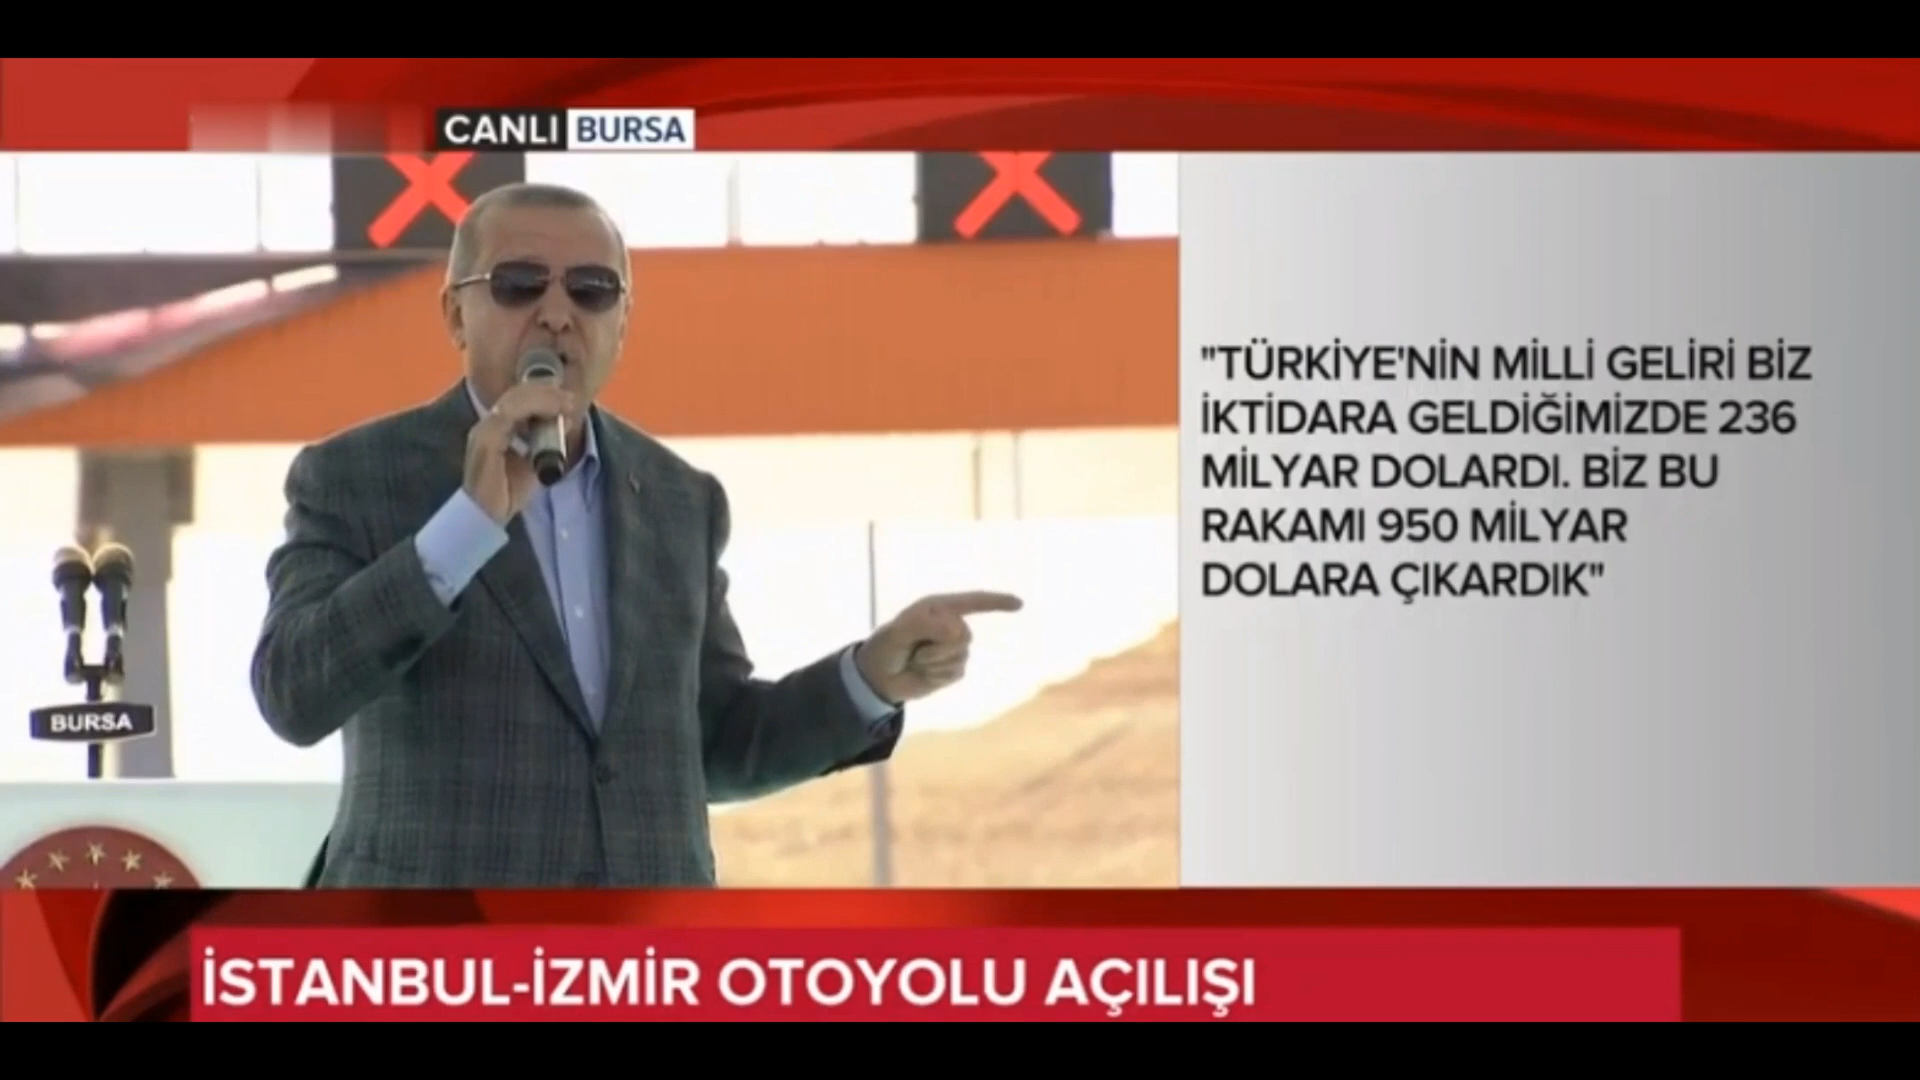 CANLI BURSA
"TÜRKİYE'NİN MİLLİ GELİRİ BİZ
İKTİDARA GELDİĞİMİZDE 236
MİLYAR DOLARDI. BİZ BU
RAKAMI 950 MİLYAR
DOLARA ÇIKARDIK"
BURSA
İSTANBUL-İZMİR OTOYOLU AÇILIŞI